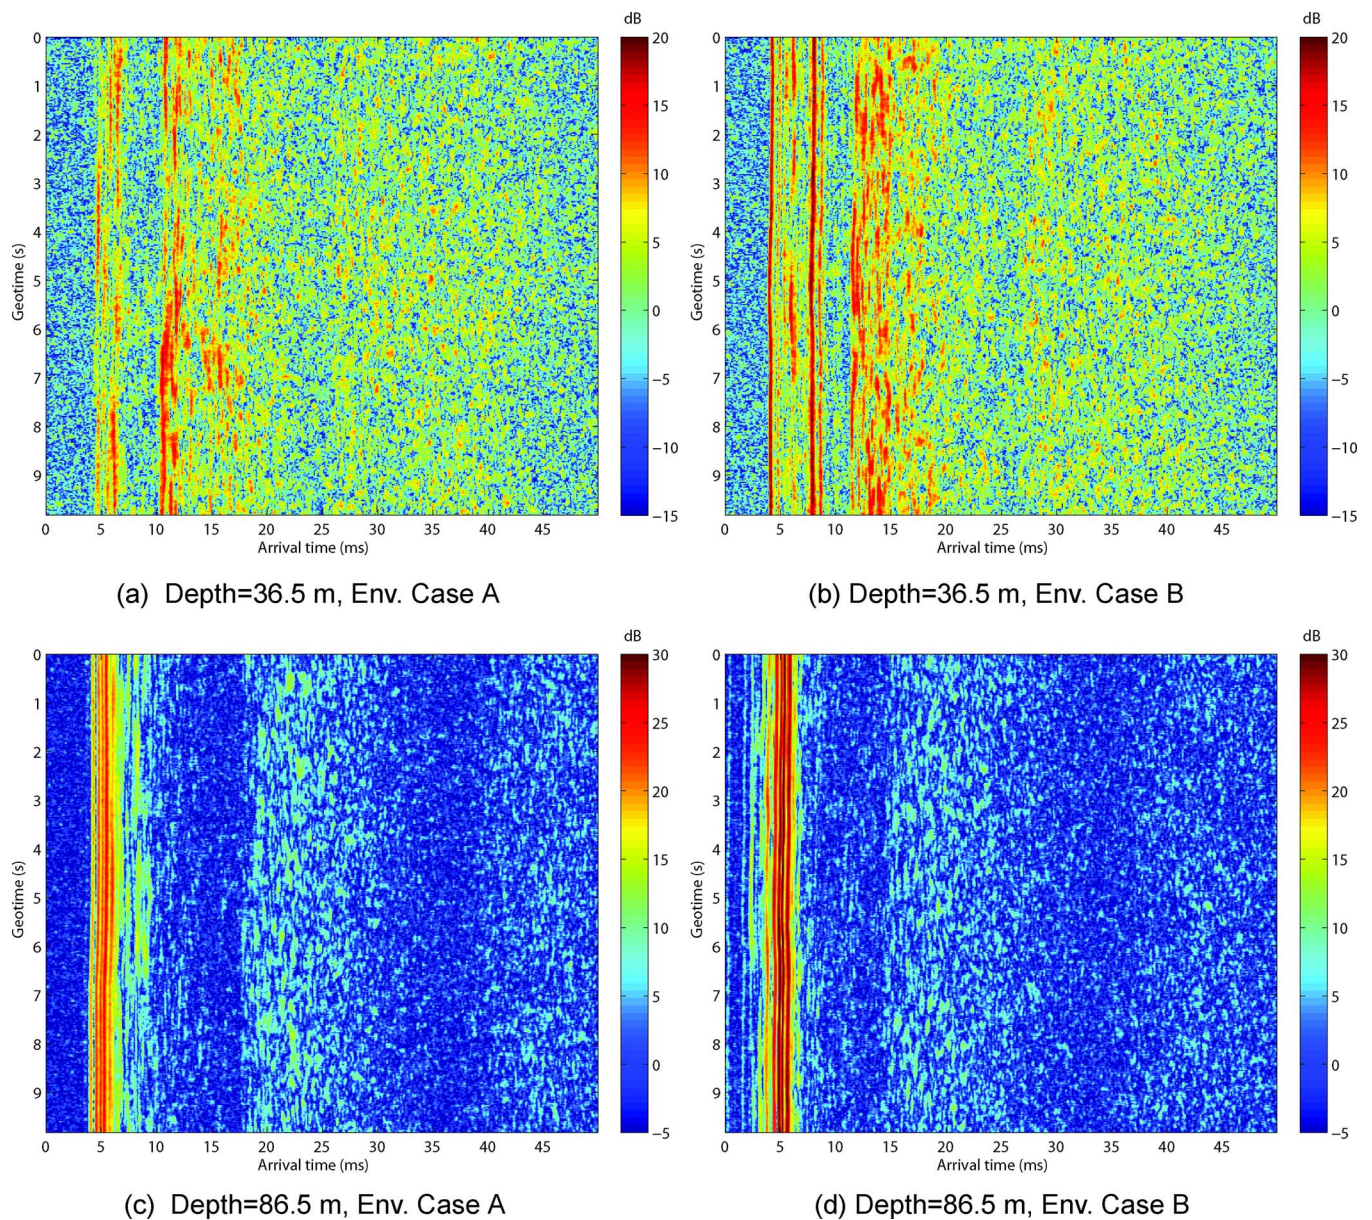 dB dB
0 20 0 20
1 15 1 15
2 10 2 10
3 5 3 5
4 0 4 0
5 −5 5 −5
6 −10 6 −10
7 −15 7 −15
8 8
9 9
Geotime (s) Geotime (s)
0 5 10 15 20 25 30 35 40 45 0 5 10 15 20 25 30 35 40 45
Arrival time (ms) Arrival time (ms)
(a) Depth=36.5 m, Env. Case A (b) Depth=36.5 m, Env. Case B
dB dB
0 30 0 30
1 25 1 25
2 20 2 20
3 15 3 15
4 10 4 10
5 5 5 5
6 0 6 0
7 −5 7 −5
8 8
9 9
Geotime (s) Geotime (s)
0 5 10 15 20 25 30 35 40 45 0 5 10 15 20 25 30 35 40 45
Arrival time (ms) Arrival time (ms)
(c) Depth=86.5 m, Env. Case A (d) Depth=86.5 m, Env. Case B